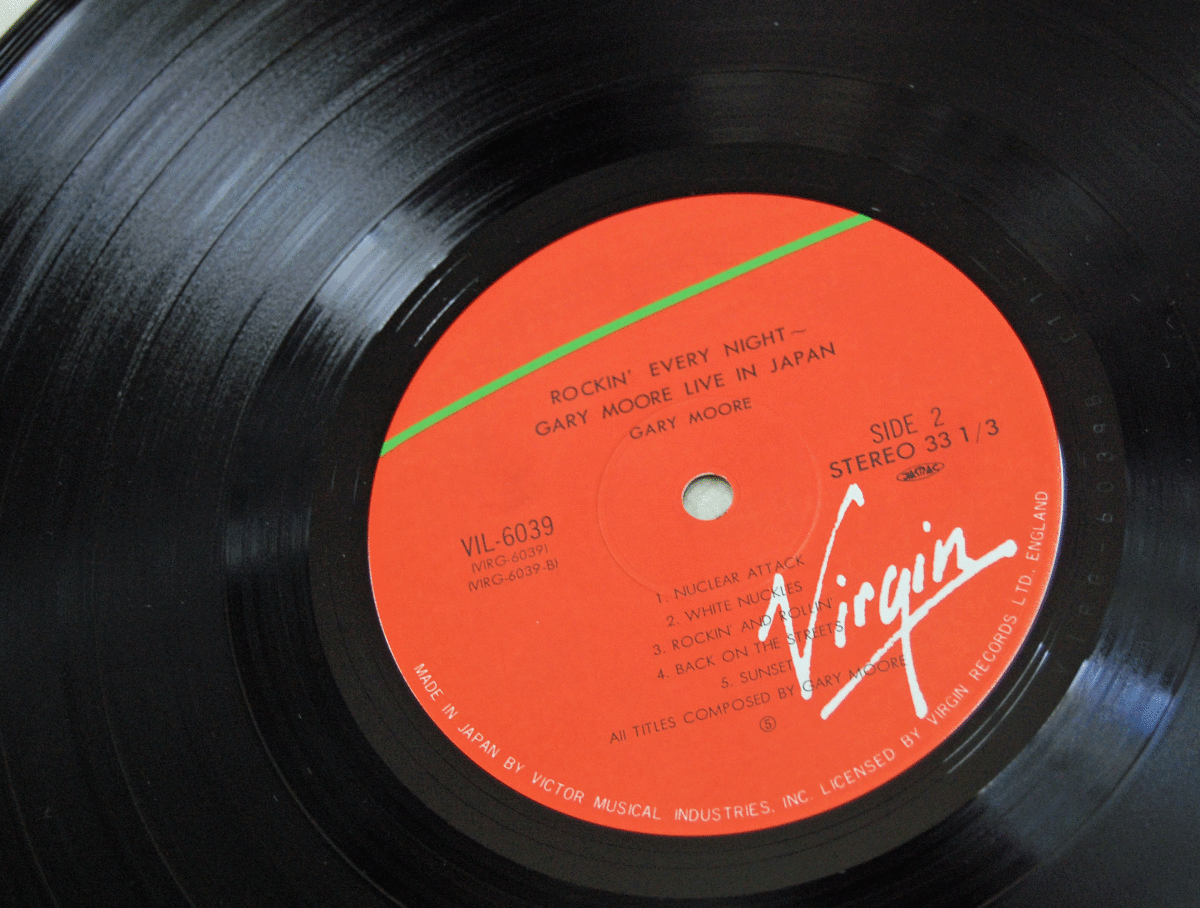 ROCKIN' EVERY NIGHT~
GARY MOORE LIVE IN JAPAN
GARY MOORE
SIDE 2
STEREO 33 1/3
JASRAC
VIL-6039
(VIRG-6039)
(VIRG-6039-B)
1. NUCLEAR ATTACK
2. WHITE NUCKLES
3. ROCKIN' AND ROLLIN'
4. BACK ON THE STREETS
5. SUNSET
All TITLES COMPOSED BY GARY MOORE
⑤
Virgin
MADE IN JAPAN BY VICTOR MUSICAL INDUSTRIES, INC. LICENSED BY VIRGIN RECORDS LTD., ENGLAND